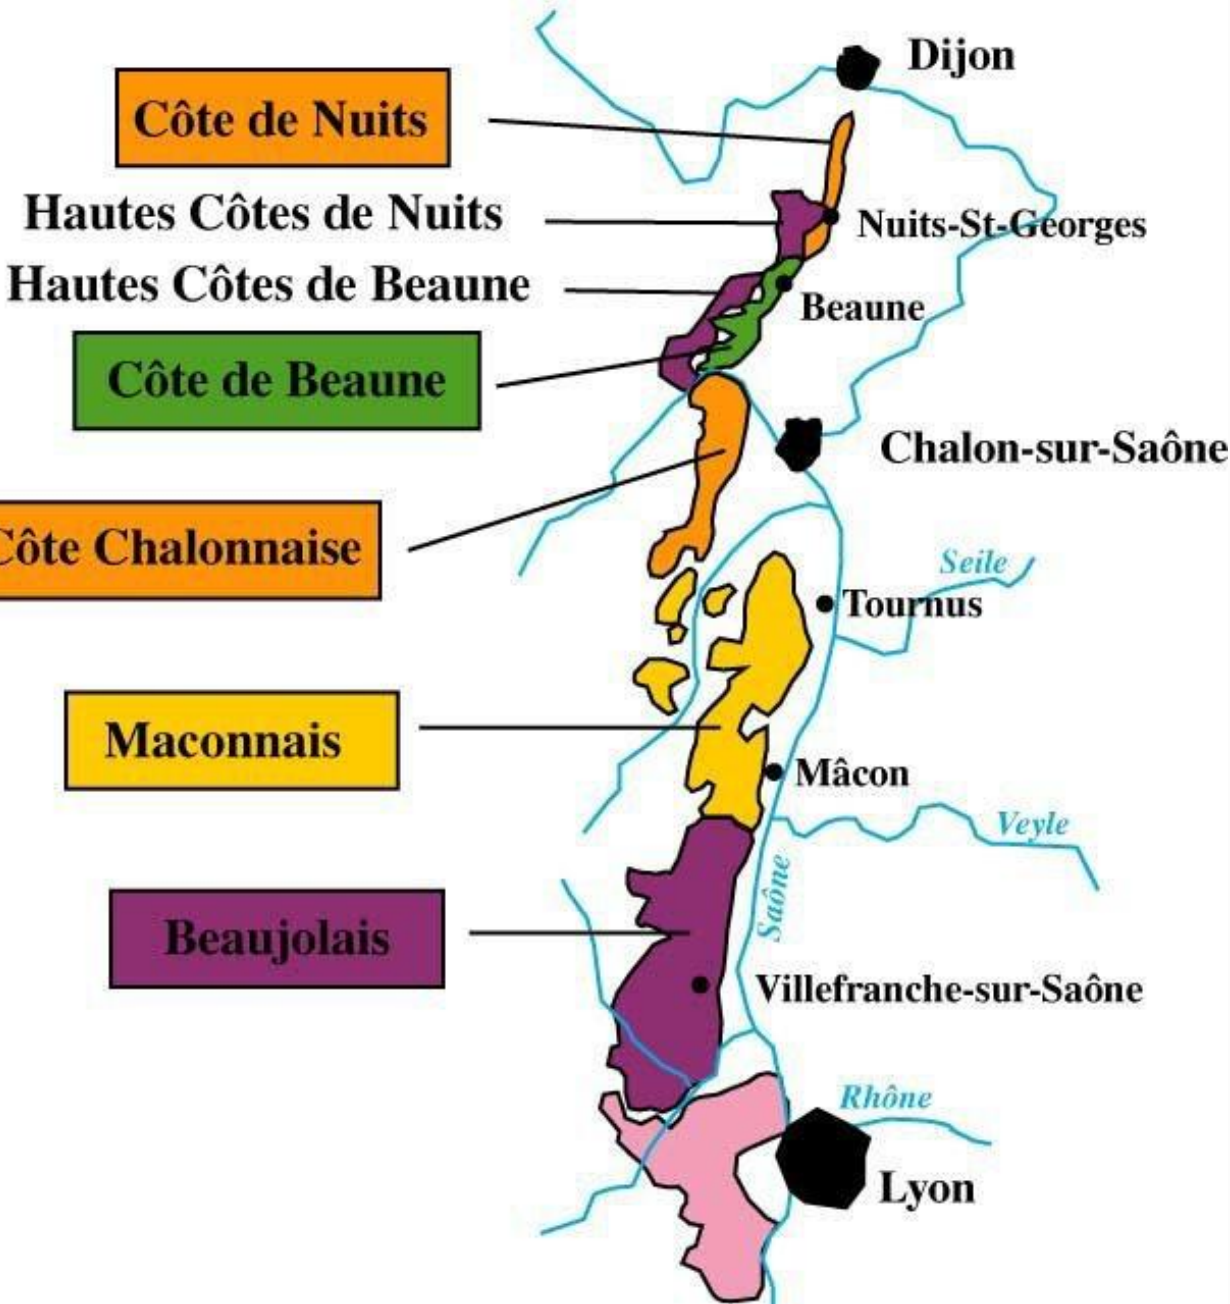 Dijon
Côte de Nuits
Hautes Côtes de Nuits
Nuits-St-Georges
Hautes Côtes de Beaune
Beaune
Côte de Beaune
Chalon-sur-Saône
Côte Chalonnaise
Seile
Tournus
Maconnais
Mâcon
Veyle
Saône
Beaujolais
Villefranche-sur-Saône
Rhône
Lyon